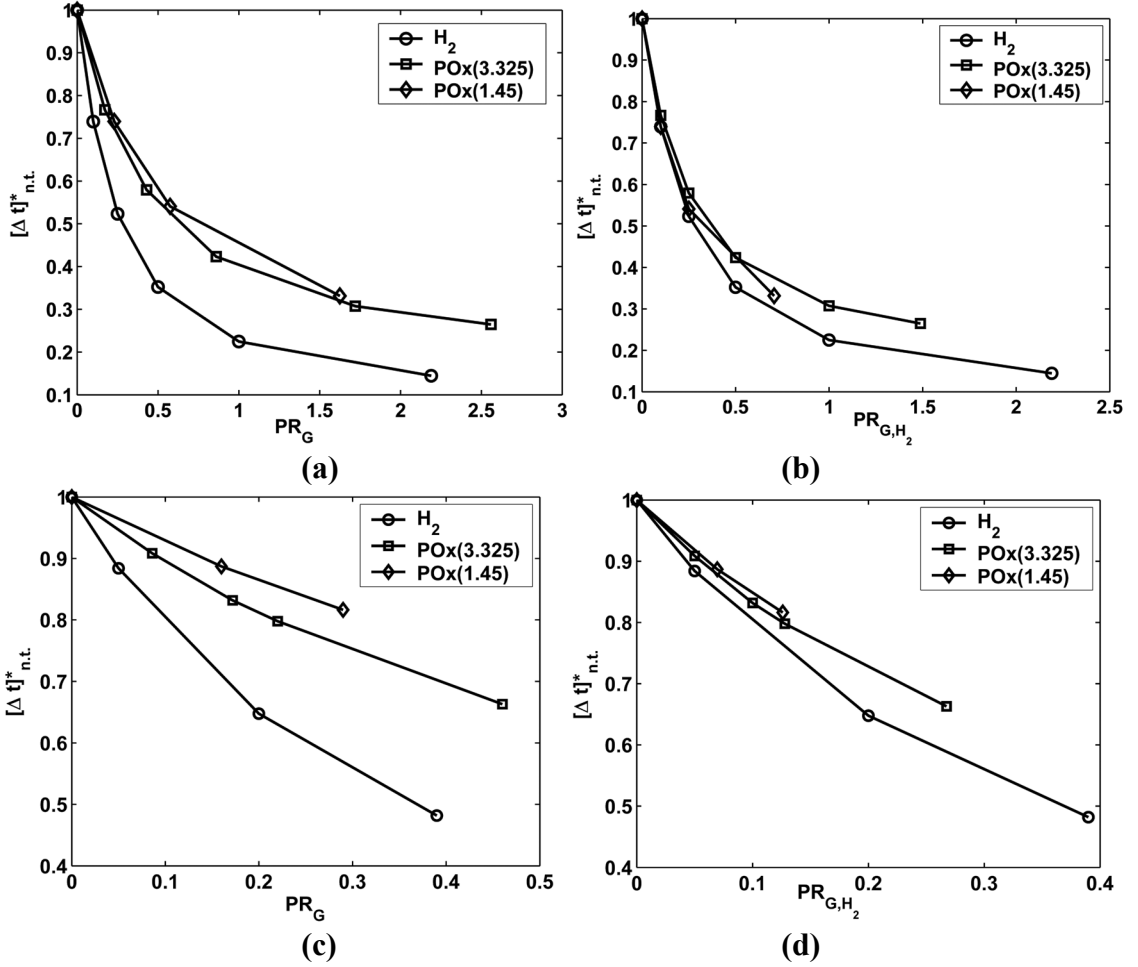 1
0.9
0.8
0.7
0.6
0.5
0.4
0.3
0.2
0.1
0 0.5 1 1.5 2 2.5 3
[Δ t]*n.t.
PRG
H2
POx(3.325)
POx(1.45)
(a)
1
0.9
0.8
0.7
0.6
0.5
0.4
0.3
0.2
0.1
0 0.5 1 1.5 2 2.5
[Δ t]*n.t.
PRG,H2
H2
POx(3.325)
POx(1.45)
(b)
1
0.9
0.8
0.7
0.6
0.5
0.4
0 0.1 0.2 0.3 0.4 0.5
[Δ t]*n.t.
PRG
H2
POx(3.325)
POx(1.45)
(c)
1
0.9
0.8
0.7
0.6
0.5
0.4
0 0.1 0.2 0.3 0.4
[Δ t]*n.t.
PRG,H2
H2
POx(3.325)
POx(1.45)
(d)